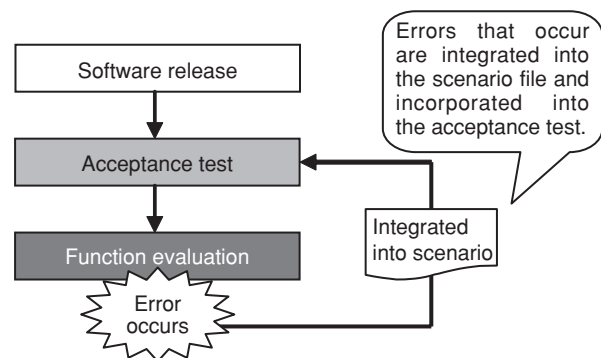 Software release
Acceptance test
Function evaluation
Error
occurs
Integrated
into scenario
Errors that occur
are integrated into
the scenario file and
incorporated into
the acceptance test.